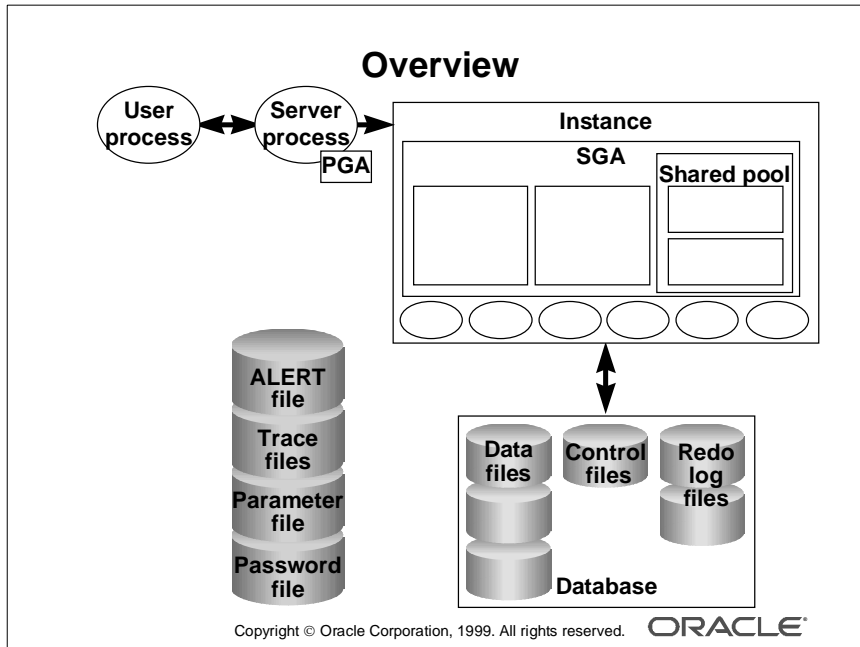 Overview
User
process
Server
process
PGA
Instance
SGA
Shared pool
ALERT
file
Trace
files
Parameter
file
Password
file
Data
files
Control
files
Redo
log
files
Database
Copyright © Oracle Corporation, 1999. All rights reserved.
ORACLE®